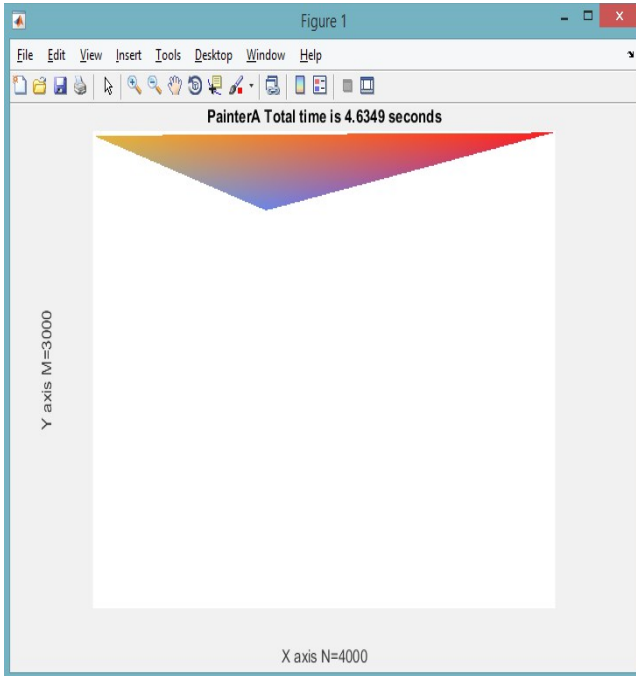 Figure 1
File Edit View Insert Tools Desktop Window Help
PainterA Total time is 4.6349 seconds
Y axis M=3000
X axis N=4000